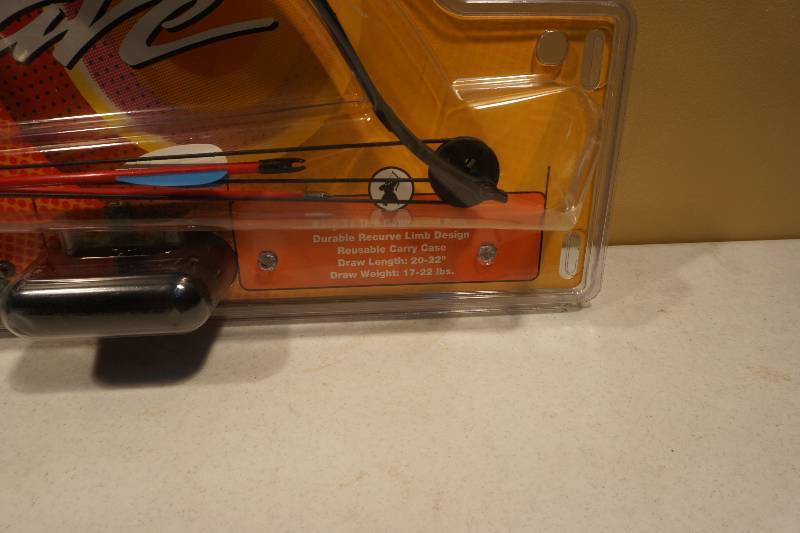 Durable Recurve Limb Design
Reusable Carry Case
Draw Length: 20-22"
Draw Weight: 17-22 lbs.